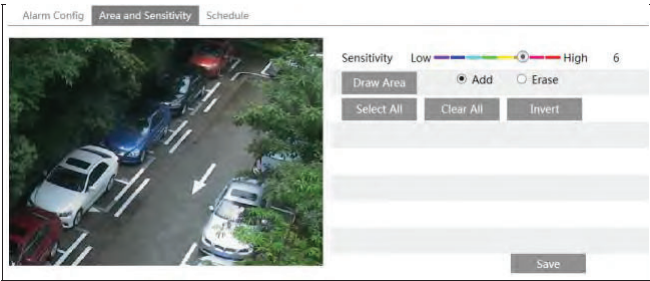 Alarm Config Area and Sensitivity Schedule
Sensitivity Low High 6
Draw Area Add Erase
Select All Clear All Invert
Save